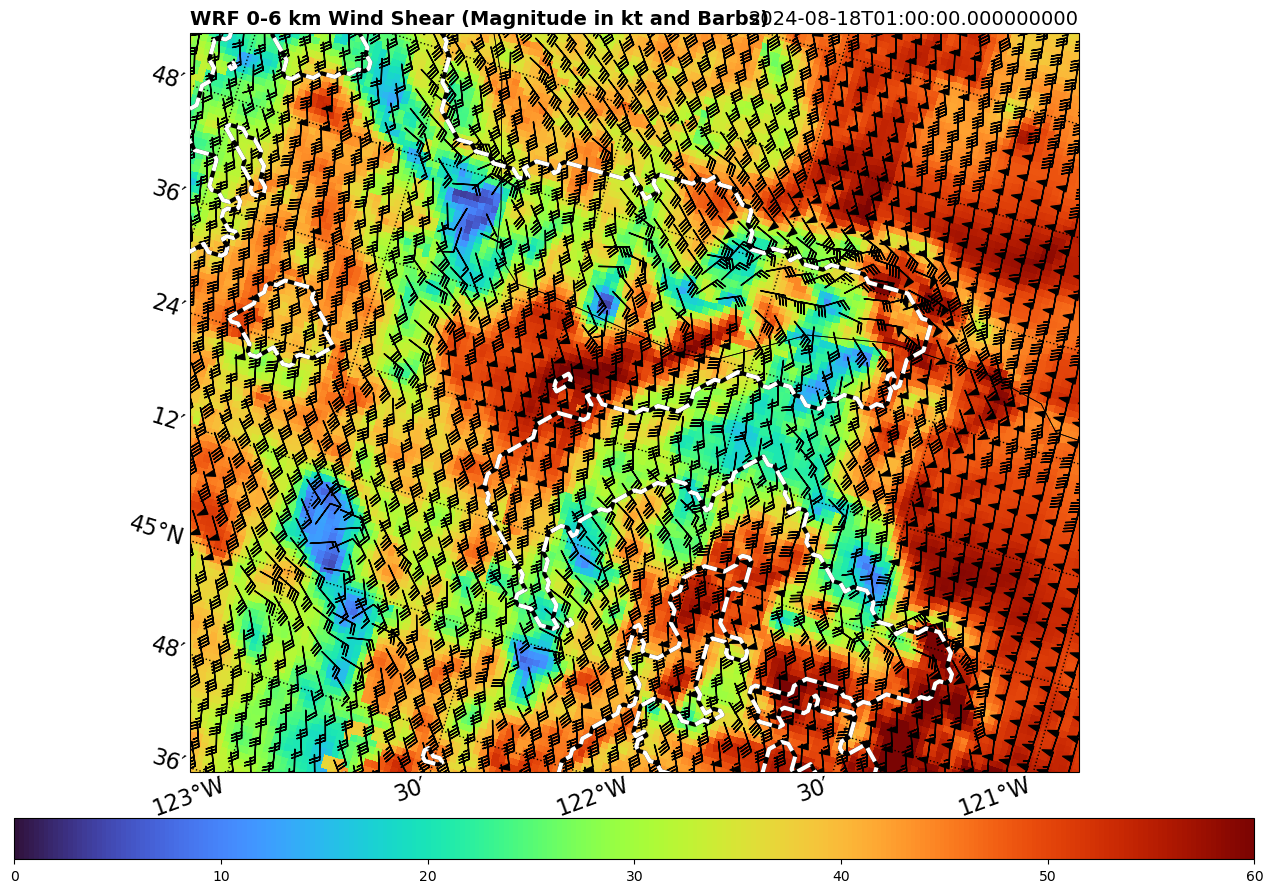 WRF 0-6 km Wind Shear (Magnitude in kt and Barbs)
2024-08-18T01:00:00.000000000
48′
36′
24′
12′
45°N
48′
36′
123°W 30′ 122°W 30′ 121°W
0 10 20 30 40 50 60